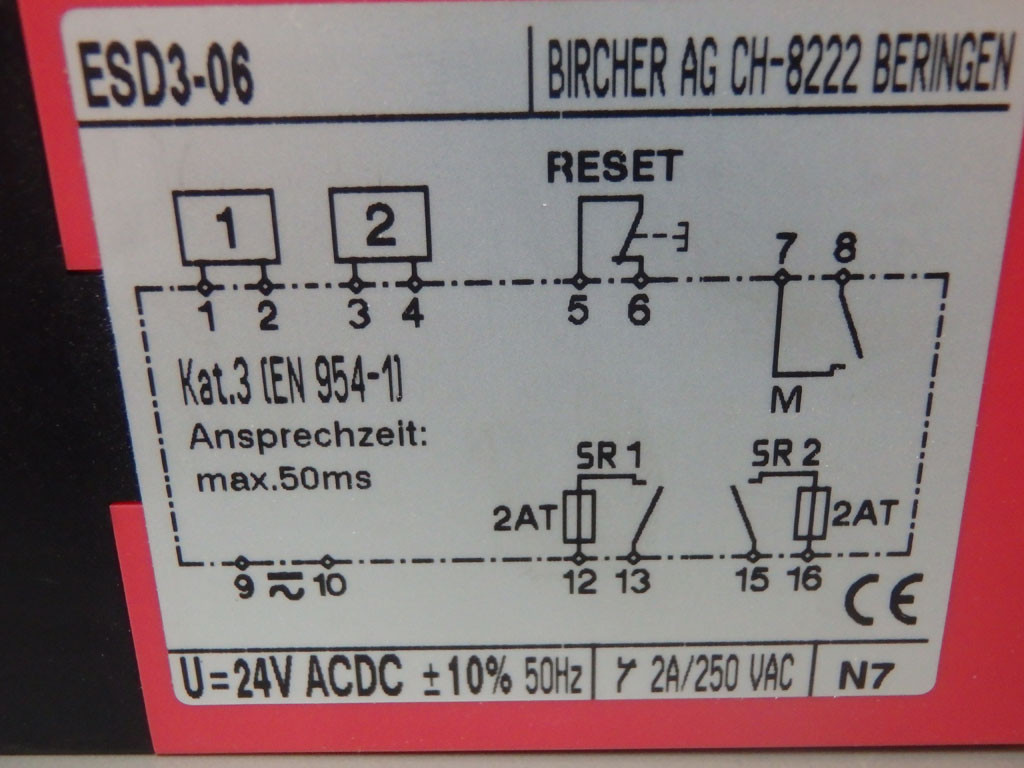 ESD3-06 BIRCHER AG CH-8222 BERINGEN
RESET
1 2
7 8
1 2 3 4 5 6
Kat.3 (EN 954-1)
M
Ansprechzeit:
max.50ms
SR 1 SR 2
2AT 2AT
9 10 12 13 15 16
CE
U=24V ACDC ±10% 50Hz 2A/250 VAC N7